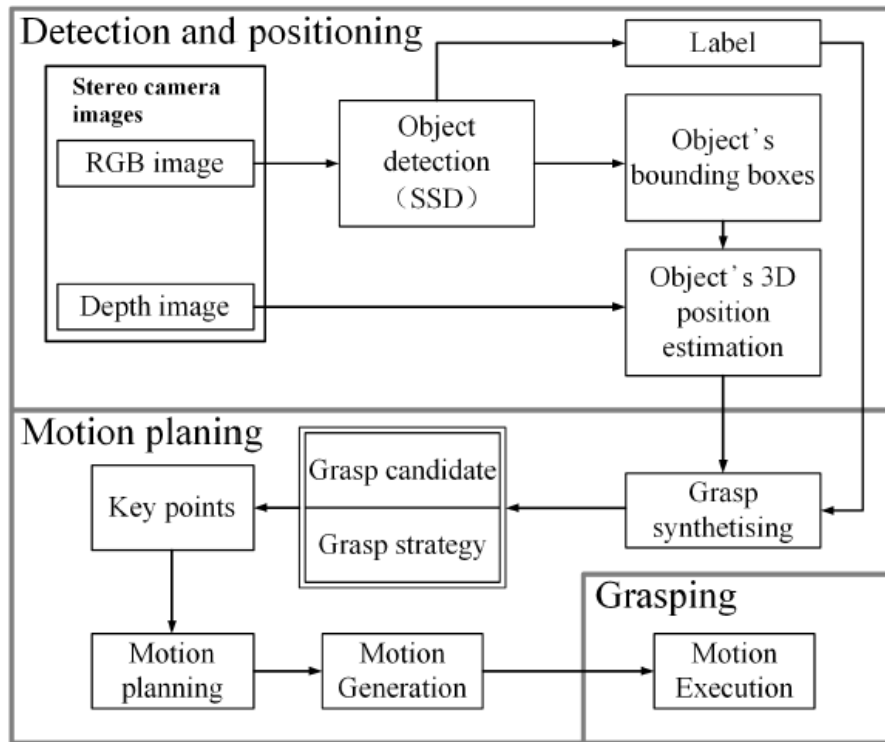 Detection and positioning
Label
Stereo camera
images
RGB image
Object
detection
（SSD）
Object's
bounding boxes
Depth image
Object's 3D
position
estimation
Motion planing
Grasp candidate
Grasp strategy
Key points
Grasp
synthetising
Grasping
Motion
planning
Motion
Generation
Motion
Execution